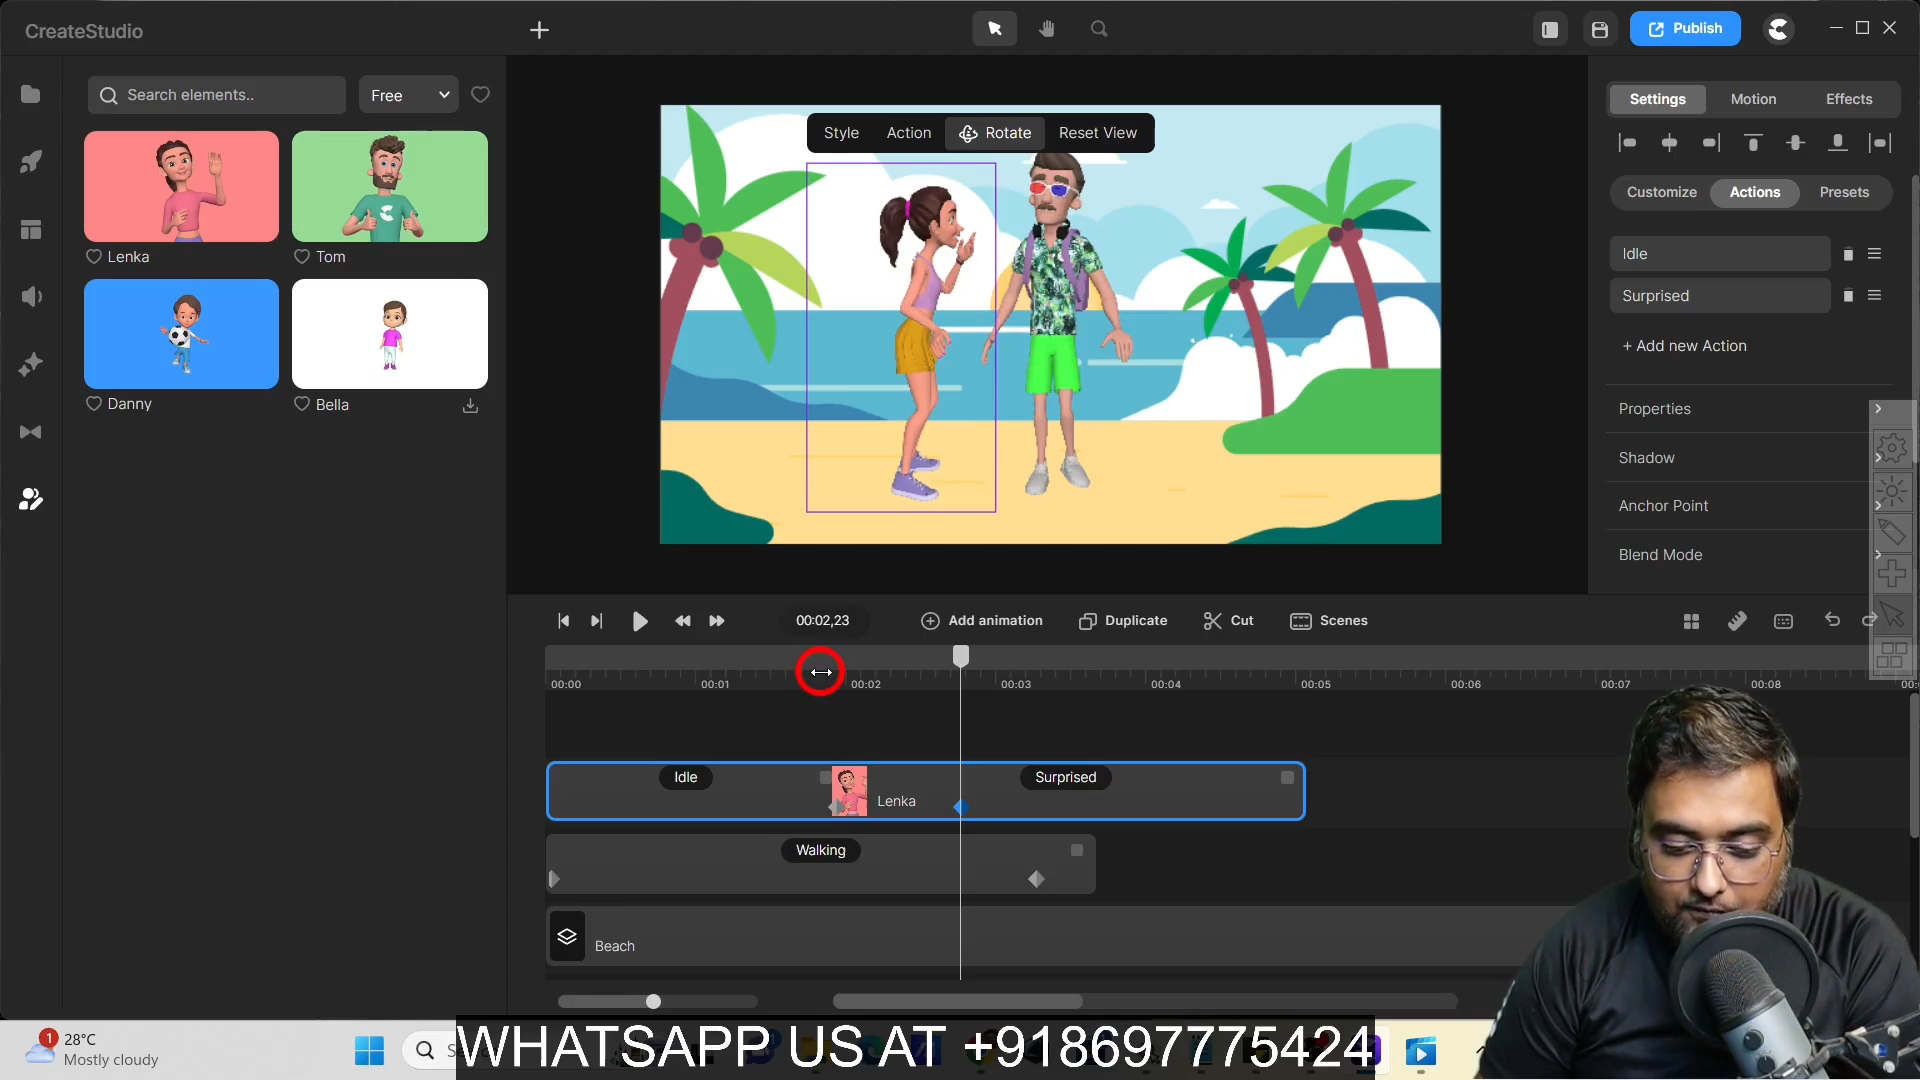 CreateStudio
Publish
Search elements..
Free
Settings
Motion
Effects
Style
Action
Rotate
Reset View
Customize
Actions
Presets
Lenka
Tom
Idle
Surprised
+ Add new Action
Danny
Bella
Properties
Shadow
Anchor Point
Blend Mode
00:02,23
Add animation
Duplicate
Cut
Scenes
00:00
00:01
00:02
00:03
00:04
00:05
00:06
00:07
00:08
Idle
Lenka
Surprised
Walking
Beach
1
28°C
Mostly cloudy
WHATSAPP US AT +918697775424